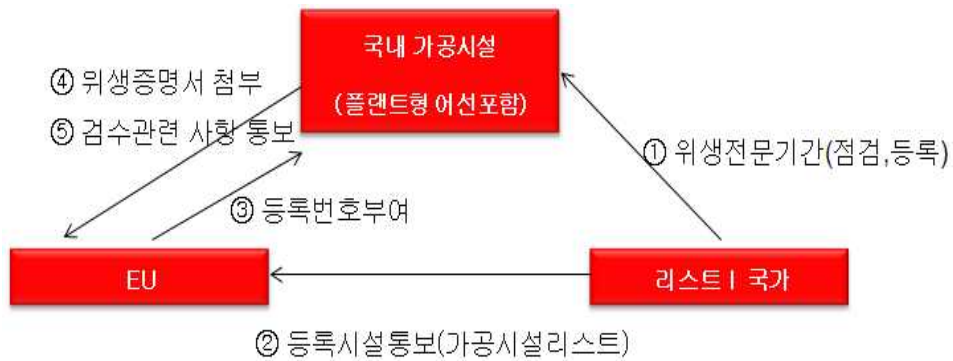 국내 가공시설
(플랜트형 어선포함)
④ 위생증명서 첨부
⑤ 검수관련 사항 통보
① 위생전문기간(점검,등록)
③ 등록번호부여
EU
리스트 I 국가
② 등록시설통보(가공시설리스트)